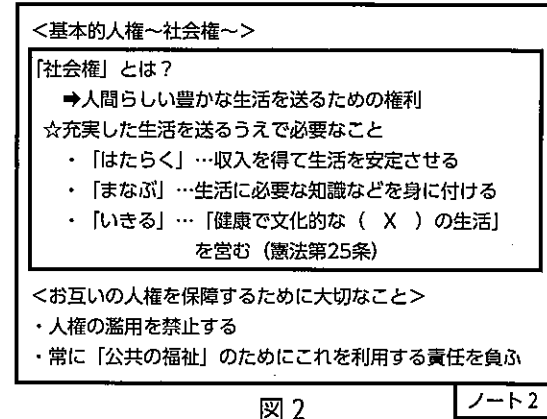 <基本的人権～社会権～>
「社会権」とは？
➡人間らしい豊かな生活を送るための権利
☆充実した生活を送るうえで必要なこと
・「はたらく」…収入を得て生活を安定させる
・「まなぶ」…生活に必要な知識などを身に付ける
・「いきる」…「健康で文化的な（　X　）の生活」
を営む（憲法第25条）
<お互いの人権を保障するために大切なこと>
・人権の濫用を禁止する
・常に「公共の福祉」のためにこれを利用する責任を負ふ
図2
ノート2